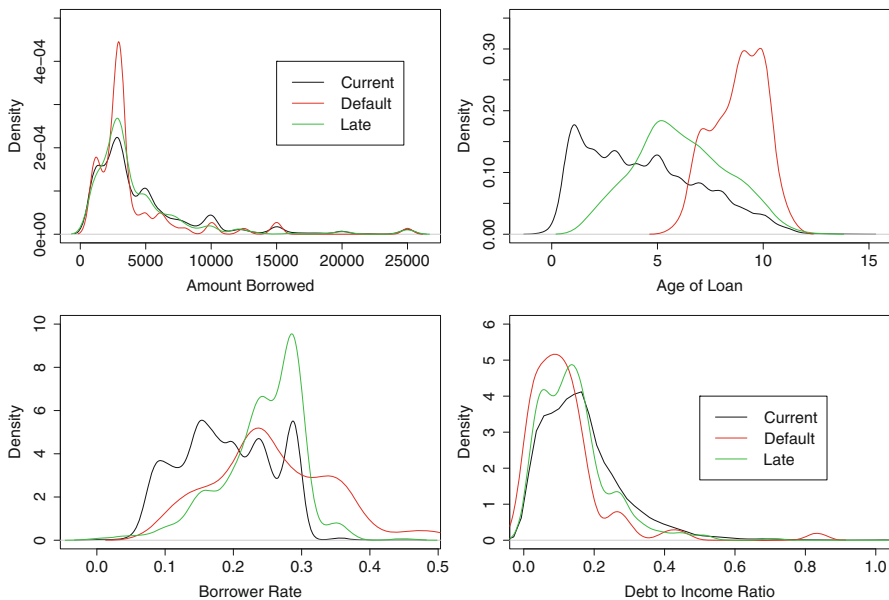 Density
0e+00
2e−04
4e−04
Current
Default
Late
0
5000
10000
15000
20000
25000
Amount Borrowed
Density
0.00
0.10
0.20
0.30
0
5
10
15
Age of Loan
Density
0
2
4
6
8
10
0.0
0.1
0.2
0.3
0.4
0.5
Borrower Rate
Density
0
1
2
3
4
5
6
Current
Default
Late
0.0
0.2
0.4
0.6
0.8
1.0
Debt to Income Ratio